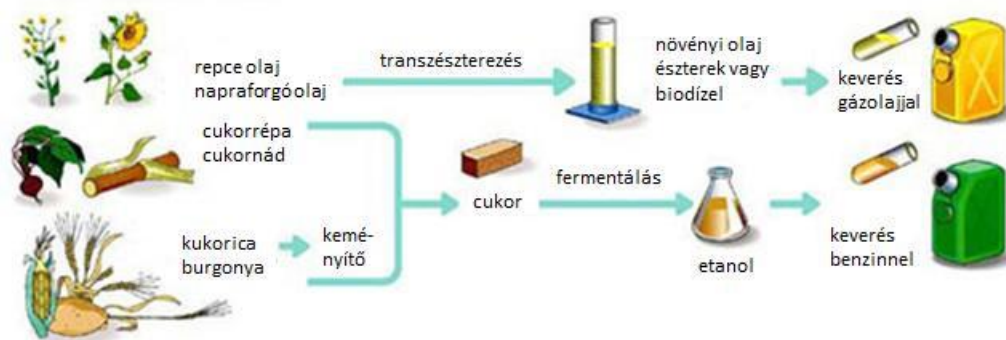 repce olaj
napraforgóolaj
transzészterezés
növényi olaj
észterek vagy
biodízel
keverés
gázolajjal
cukorrépa
cukornád
cukor
fermentálás
kukorica
burgonya
kemé-
nyítő
etanol
keverés
benzinnel